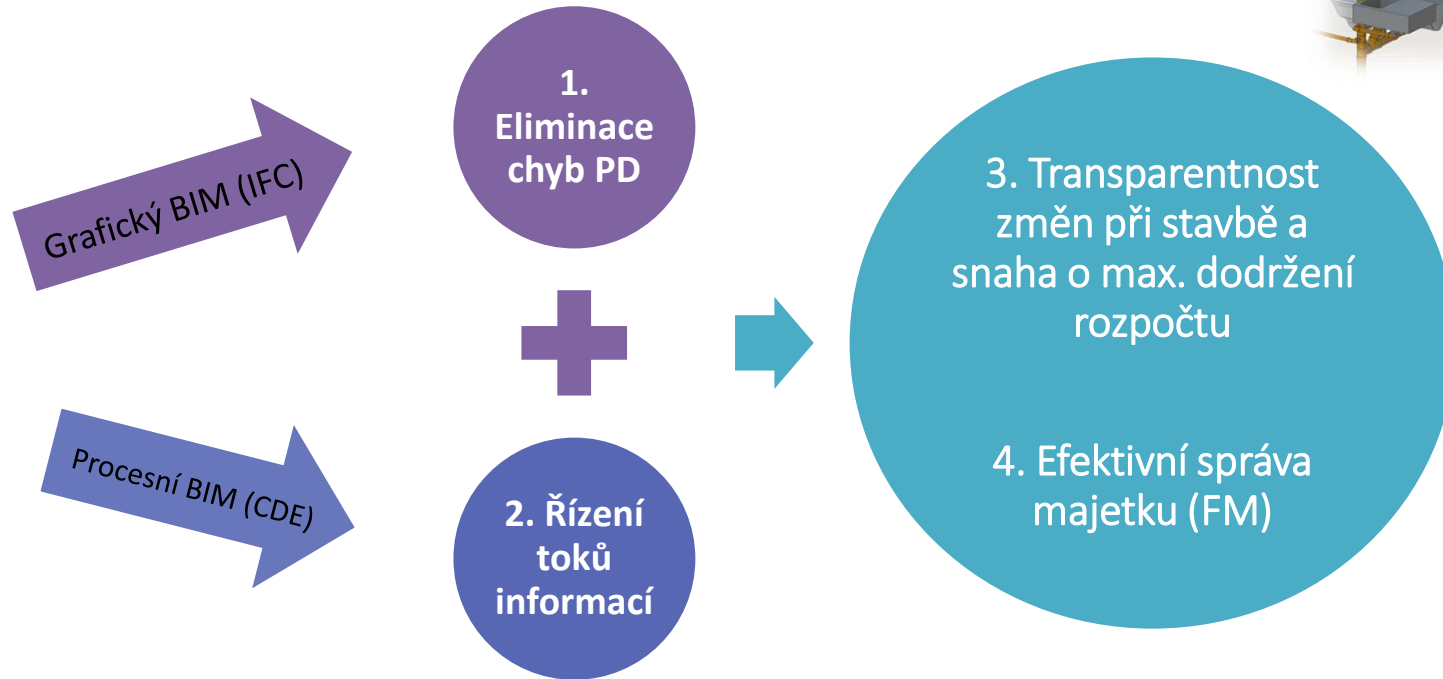 Grafický BIM (IFC)
1.
Eliminace
chyb PD
Procesní BIM (CDE)
2. Řízení
toků
informací
3. Transparentnost
změn při stavbě a
snaha o max. dodržení
rozpočtu
4. Efektivní správa
majetku (FM)